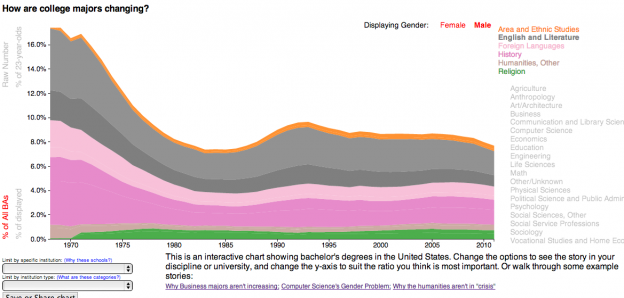 How are college majors changing?
Displaying Gender: Female Male
Raw Number
% of 23-year-olds
% of All BAs
% of displayed
16.0%
14.0%
12.0%
10.0%
8.0%
6.0%
4.0%
2.0%
0.0%
1970 1975 1980 1985 1990 1995 2000 2005 2010
Area and Ethnic Studies
English and Literature
Foreign Languages
History
Humanities, Other
Religion
Agriculture
Anthropology
Art/Architecture
Business
Communication and Library Scien
Computer Science
Economics
Education
Engineering
Life Sciences
Math
Other/Unknown
Physical Sciences
Political Science and Public Admi
Psychology
Social Sciences, Other
Social Service Professions
Sociology
Vocational Studies and Home Ec
Limit by specific institution: (Why these schools?)
Limit by institution type: (What are these categories?)
Save or Share chart
This is an interactive chart showing bachelor's degrees in the United States. Change the options to see the story in your
discipline or university, and change the y-axis to suit the ratio you think is most important. Or walk through some example
stories:
Why Business majors aren't increasing; Computer Science's Gender Problem; Why the humanities aren't in "crisis"